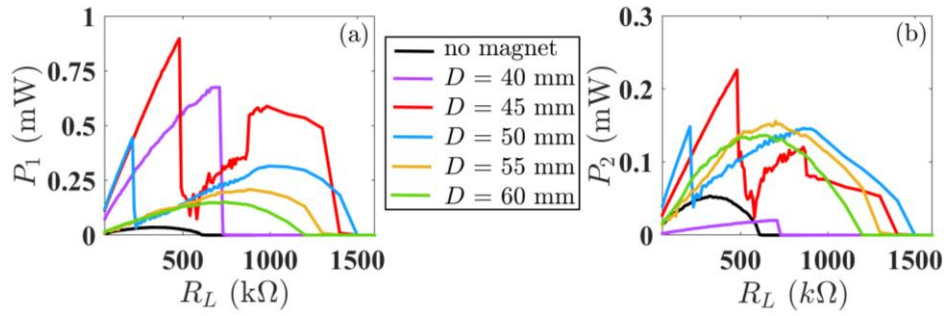 1
0.75
0.5
0.25
0
P₁ (mW)
(a)
500 1000 1500
R_L (kΩ)
no magnet
D = 40 mm
D = 45 mm
D = 50 mm
D = 55 mm
D = 60 mm
0.3
0.2
0.1
0
P₂ (mW)
(b)
500 1000 1500
R_L (kΩ)